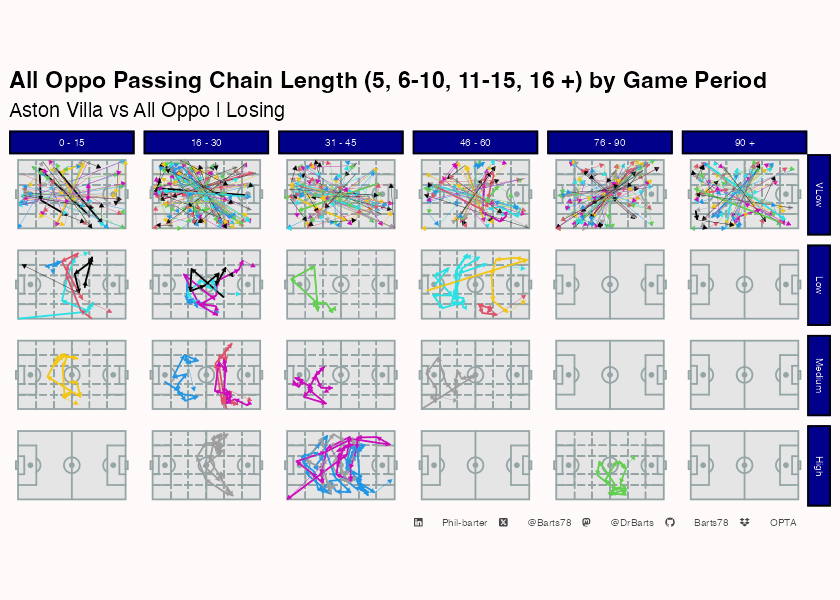 All Oppo Passing Chain Length (5, 6-10, 11-15, 16 +) by Game Period
Aston Villa vs All Oppo | Losing
0 - 15 16 - 30 31 - 45 46 - 60 76 - 90 90 +
VLow
Low
Medium
High
Phil-barter @Barts78 @DrBarts Barts78 OPTA